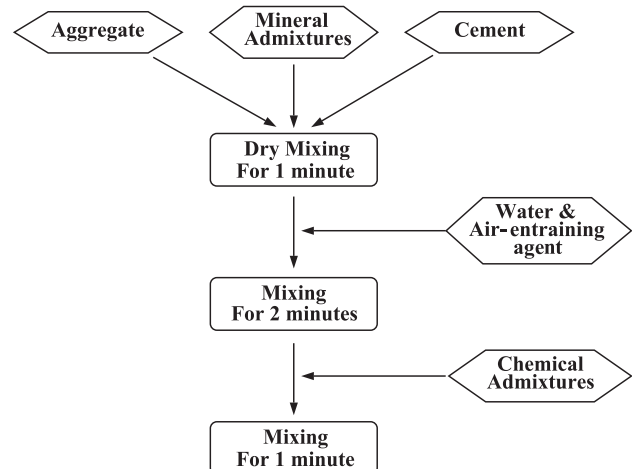 Aggregate
Mineral
Admixtures
Cement
Dry Mixing
For 1 minute
Water &
Air-entraining
agent
Mixing
For 2 minutes
Chemical
Admixtures
Mixing
For 1 minute